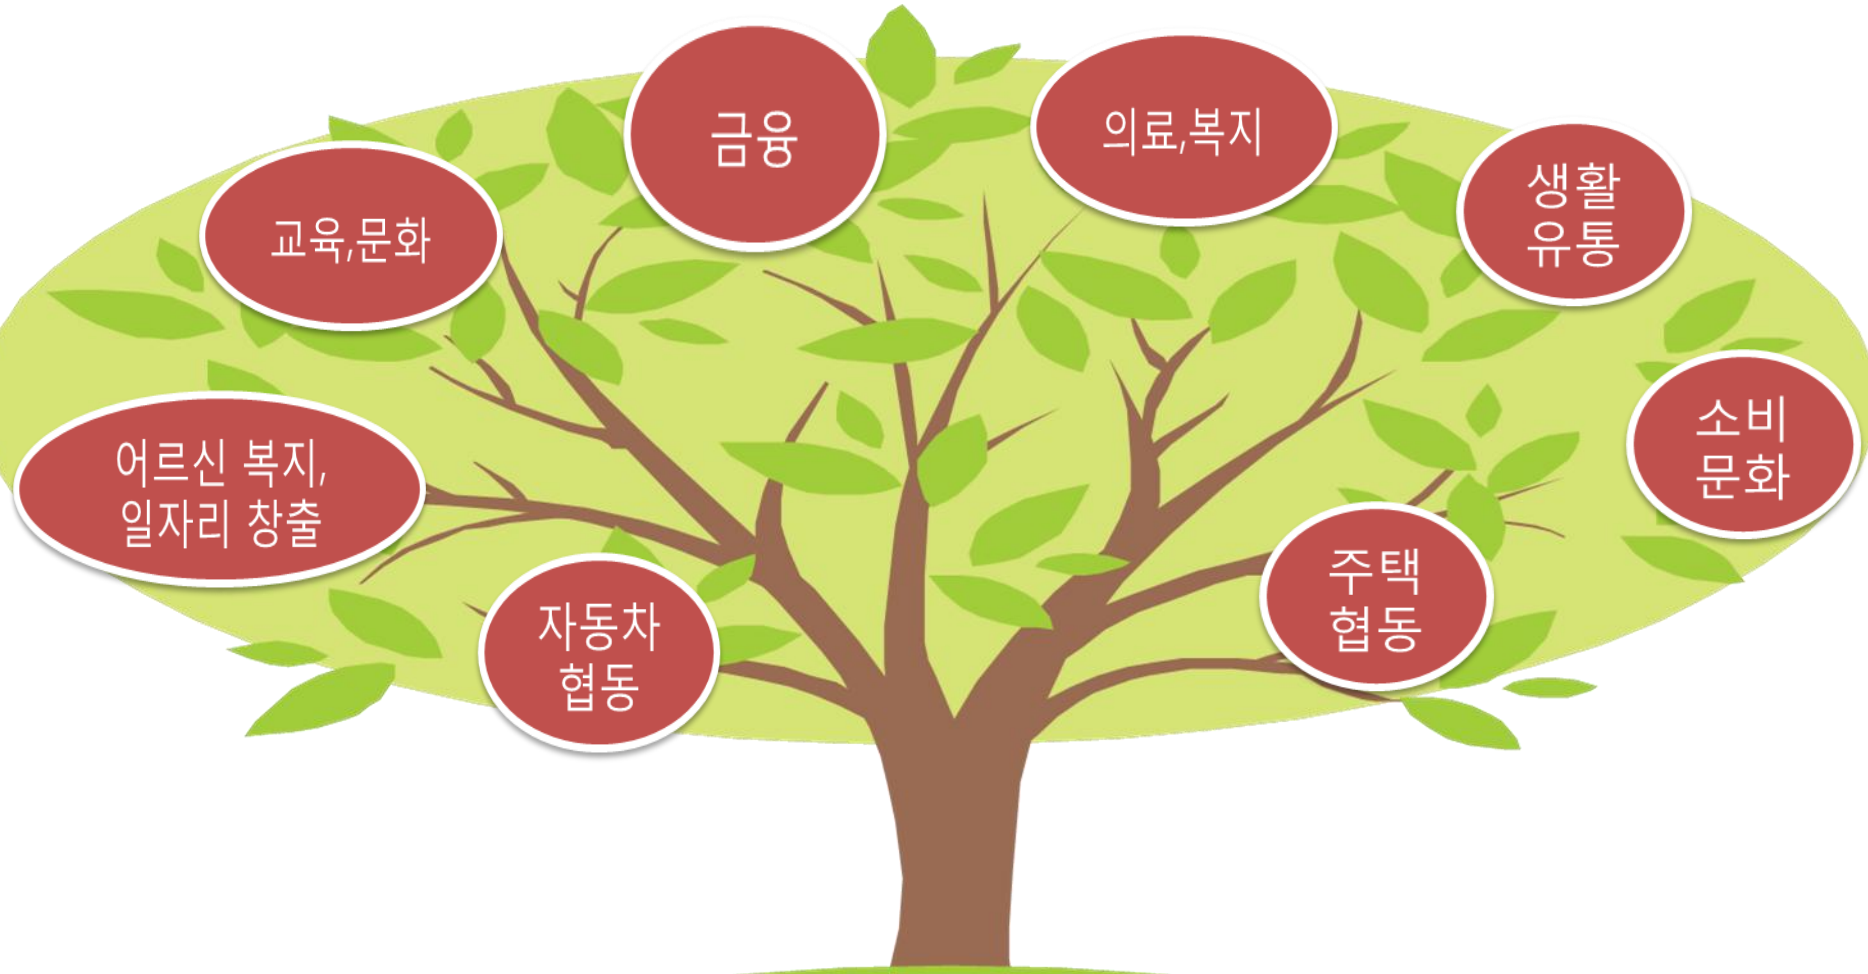 금융
의료,복지
생활
유통
교육,문화
소비
문화
어르신 복지,
일자리 창출
주택
협동
자동차
협동